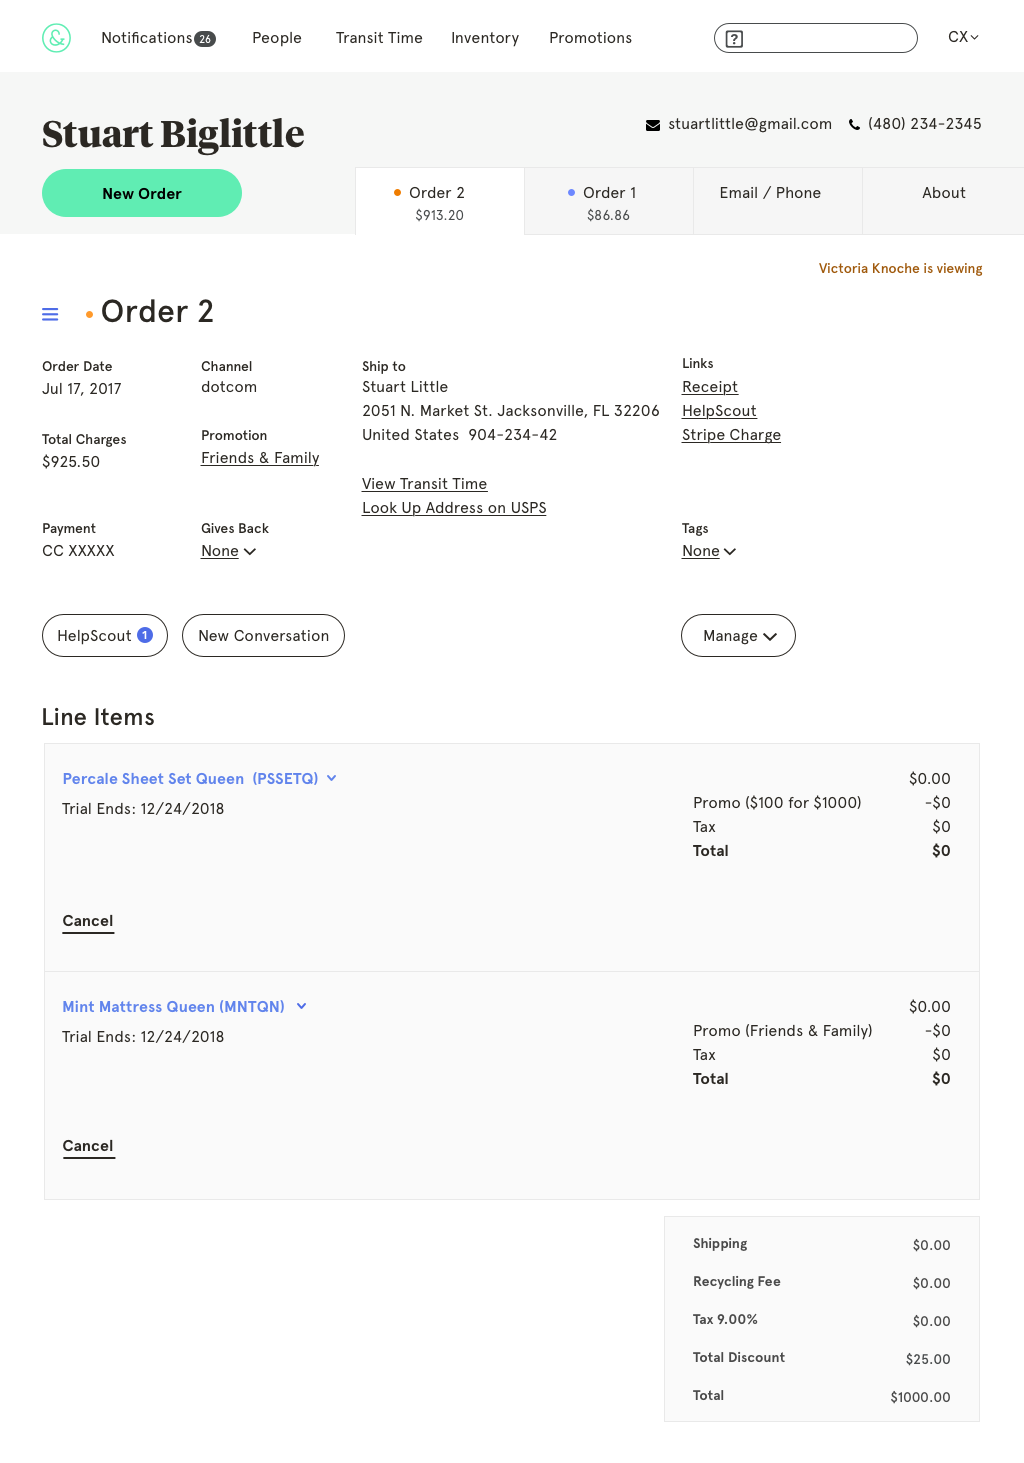 &
Notifications 26 People Transit Time Inventory Promotions ? CX
Stuart Biglittle
stuartlittle@gmail.com (480) 234-2345
New Order
Order 2 Order 1 Email / Phone About
$913.20 $86.86
Victoria Knoche is viewing
Order 2
Order Date
Jul 17, 2017
Channel
dotcom
Ship to
Stuart Little
2051 N. Market St. Jacksonville, FL 32206
United States 904-234-42
Links
Receipt
HelpScout
Stripe Charge
Total Charges
$925.50
Promotion
Friends & Family
View Transit Time
Look Up Address on USPS
Payment
CC XXXXX
Gives Back
None
Tags
None
HelpScout 1 New Conversation Manage
Line Items
Percale Sheet Set Queen (PSSETQ) $0.00
Trial Ends: 12/24/2018
Promo ($100 for $1000) -$0
Tax $0
Total $0
Cancel
Mint Mattress Queen (MNTQN) $0.00
Trial Ends: 12/24/2018
Promo (Friends & Family) -$0
Tax $0
Total $0
Cancel
Shipping $0.00
Recycling Fee $0.00
Tax 9.00% $0.00
Total Discount $25.00
Total $1000.00